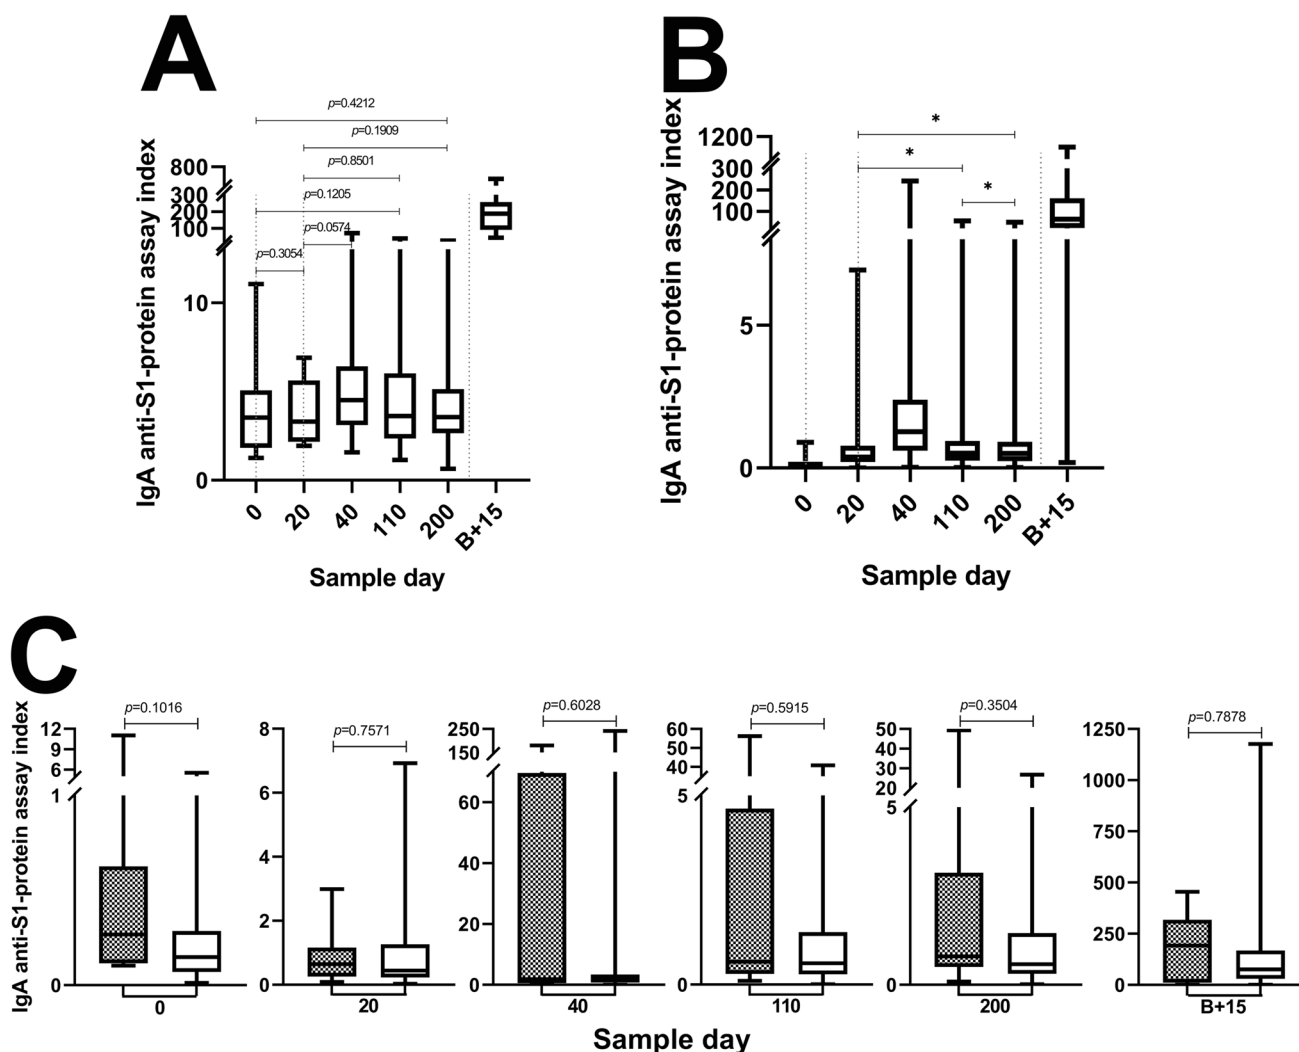 A
B
p=0.4212
p=0.1909
p=0.8501
p=0.1205
p=0.0574
p=0.3054
IgA anti-S1-protein assay index
800
300
200
100
10
0
0
20
40
110
200
B+15
Sample day
*
*
*
IgA anti-S1-protein assay index
1200
300
200
100
5
0
0
20
40
110
200
B+15
Sample day
C
IgA anti-S1-protein assay index
p=0.1016
12
9
6
1
0
0
p=0.7571
8
6
4
2
0
20
p=0.6028
250
150
60
40
20
0
40
p=0.5915
60
50
40
5
0
110
p=0.3504
50
40
30
20
5
0
200
p=0.7878
1250
1000
750
500
250
0
B+15
Sample day